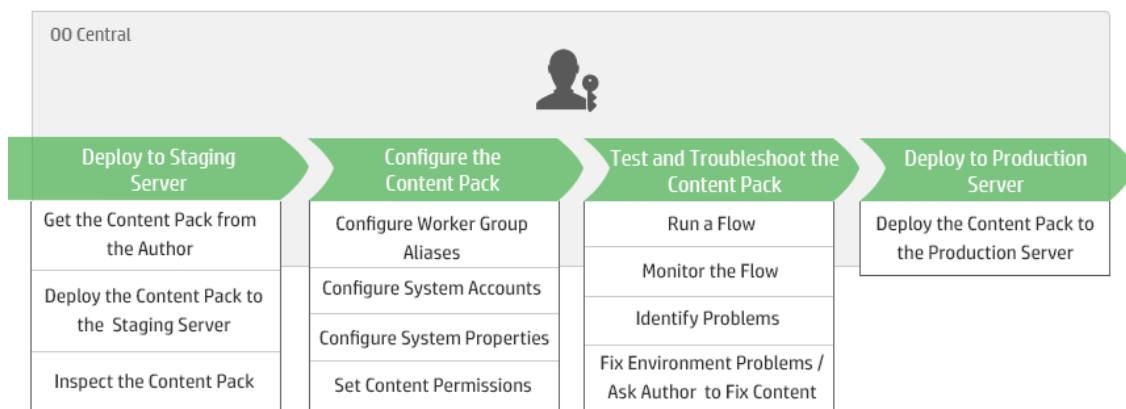 OO Central
Deploy to Staging
Server
Get the Content Pack from
the Author
Deploy the Content Pack to
the Staging Server
Inspect the Content Pack
Configure the
Content Pack
Configure Worker Group
Aliases
Configure System Accounts
Configure System Properties
Set Content Permissions
Test and Troubleshoot the
Content Pack
Run a Flow
Monitor the Flow
Identify Problems
Fix Environment Problems /
Ask Author to Fix Content
Deploy to Production
Server
Deploy the Content Pack to
the Production Server